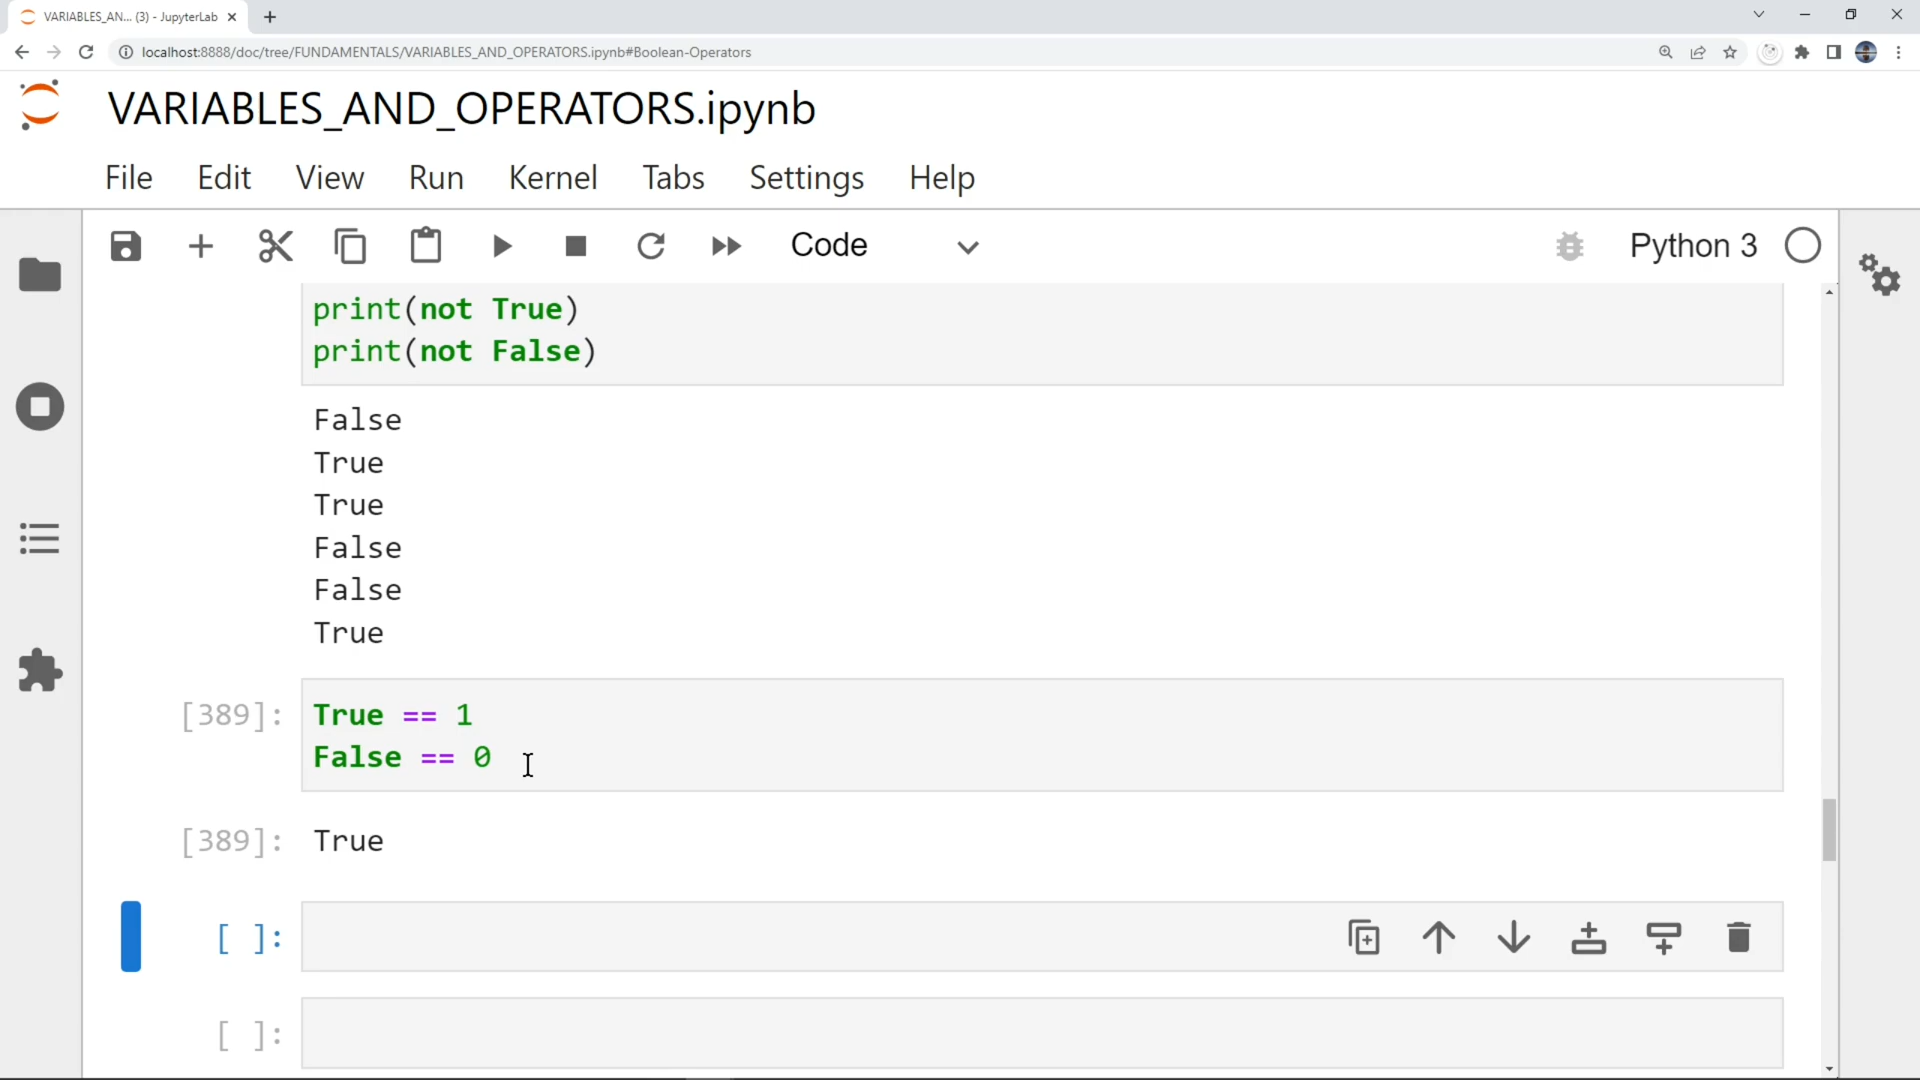 VARIABLES_AN... (3) - JupyterLab
localhost:8888/doc/tree/FUNDAMENTALS/VARIABLES_AND_OPERATORS.ipynb#Boolean-Operators
VARIABLES_AND_OPERATORS.ipynb
File Edit View Run Kernel Tabs Settings Help
Code Python 3
print(not True)
print(not False)
False
True
True
False
False
True
[389]: True == 1
False == 0
[389]: True
[ ]:
[ ]: